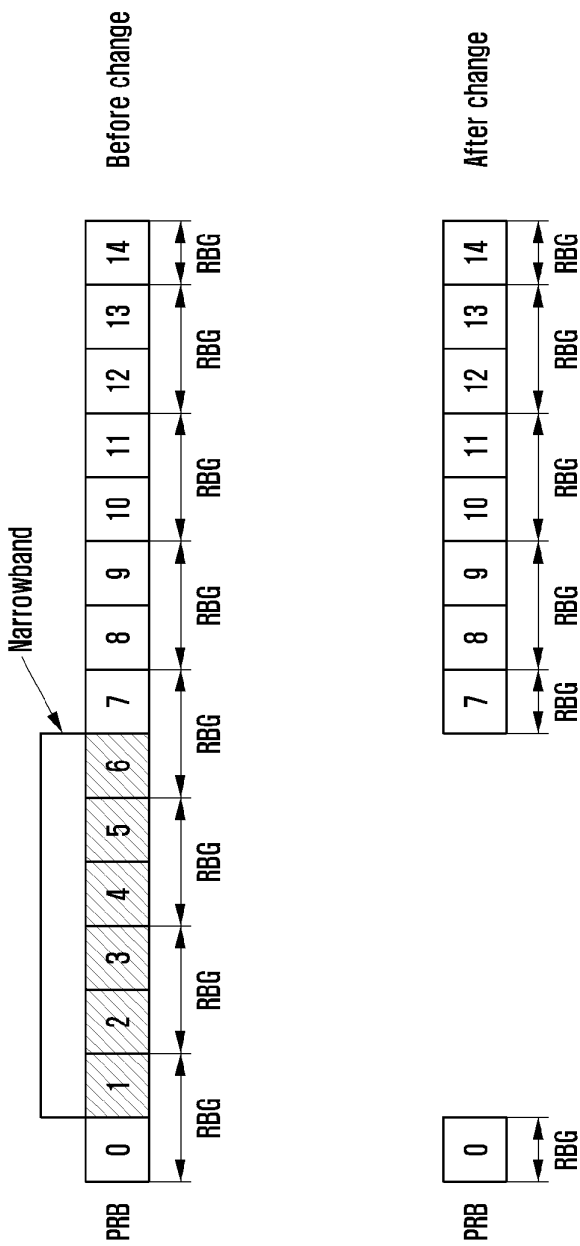 Narrowband
PRB 0 1 2 3 4 5 6 7 8 9 10 11 12 13 14 Before change
RBG RBG RBG RBG RBG RBG RBG RBG
PRB 0 7 8 9 10 11 12 13 14 After change
RBG RBG RBG RBG RBG RBG